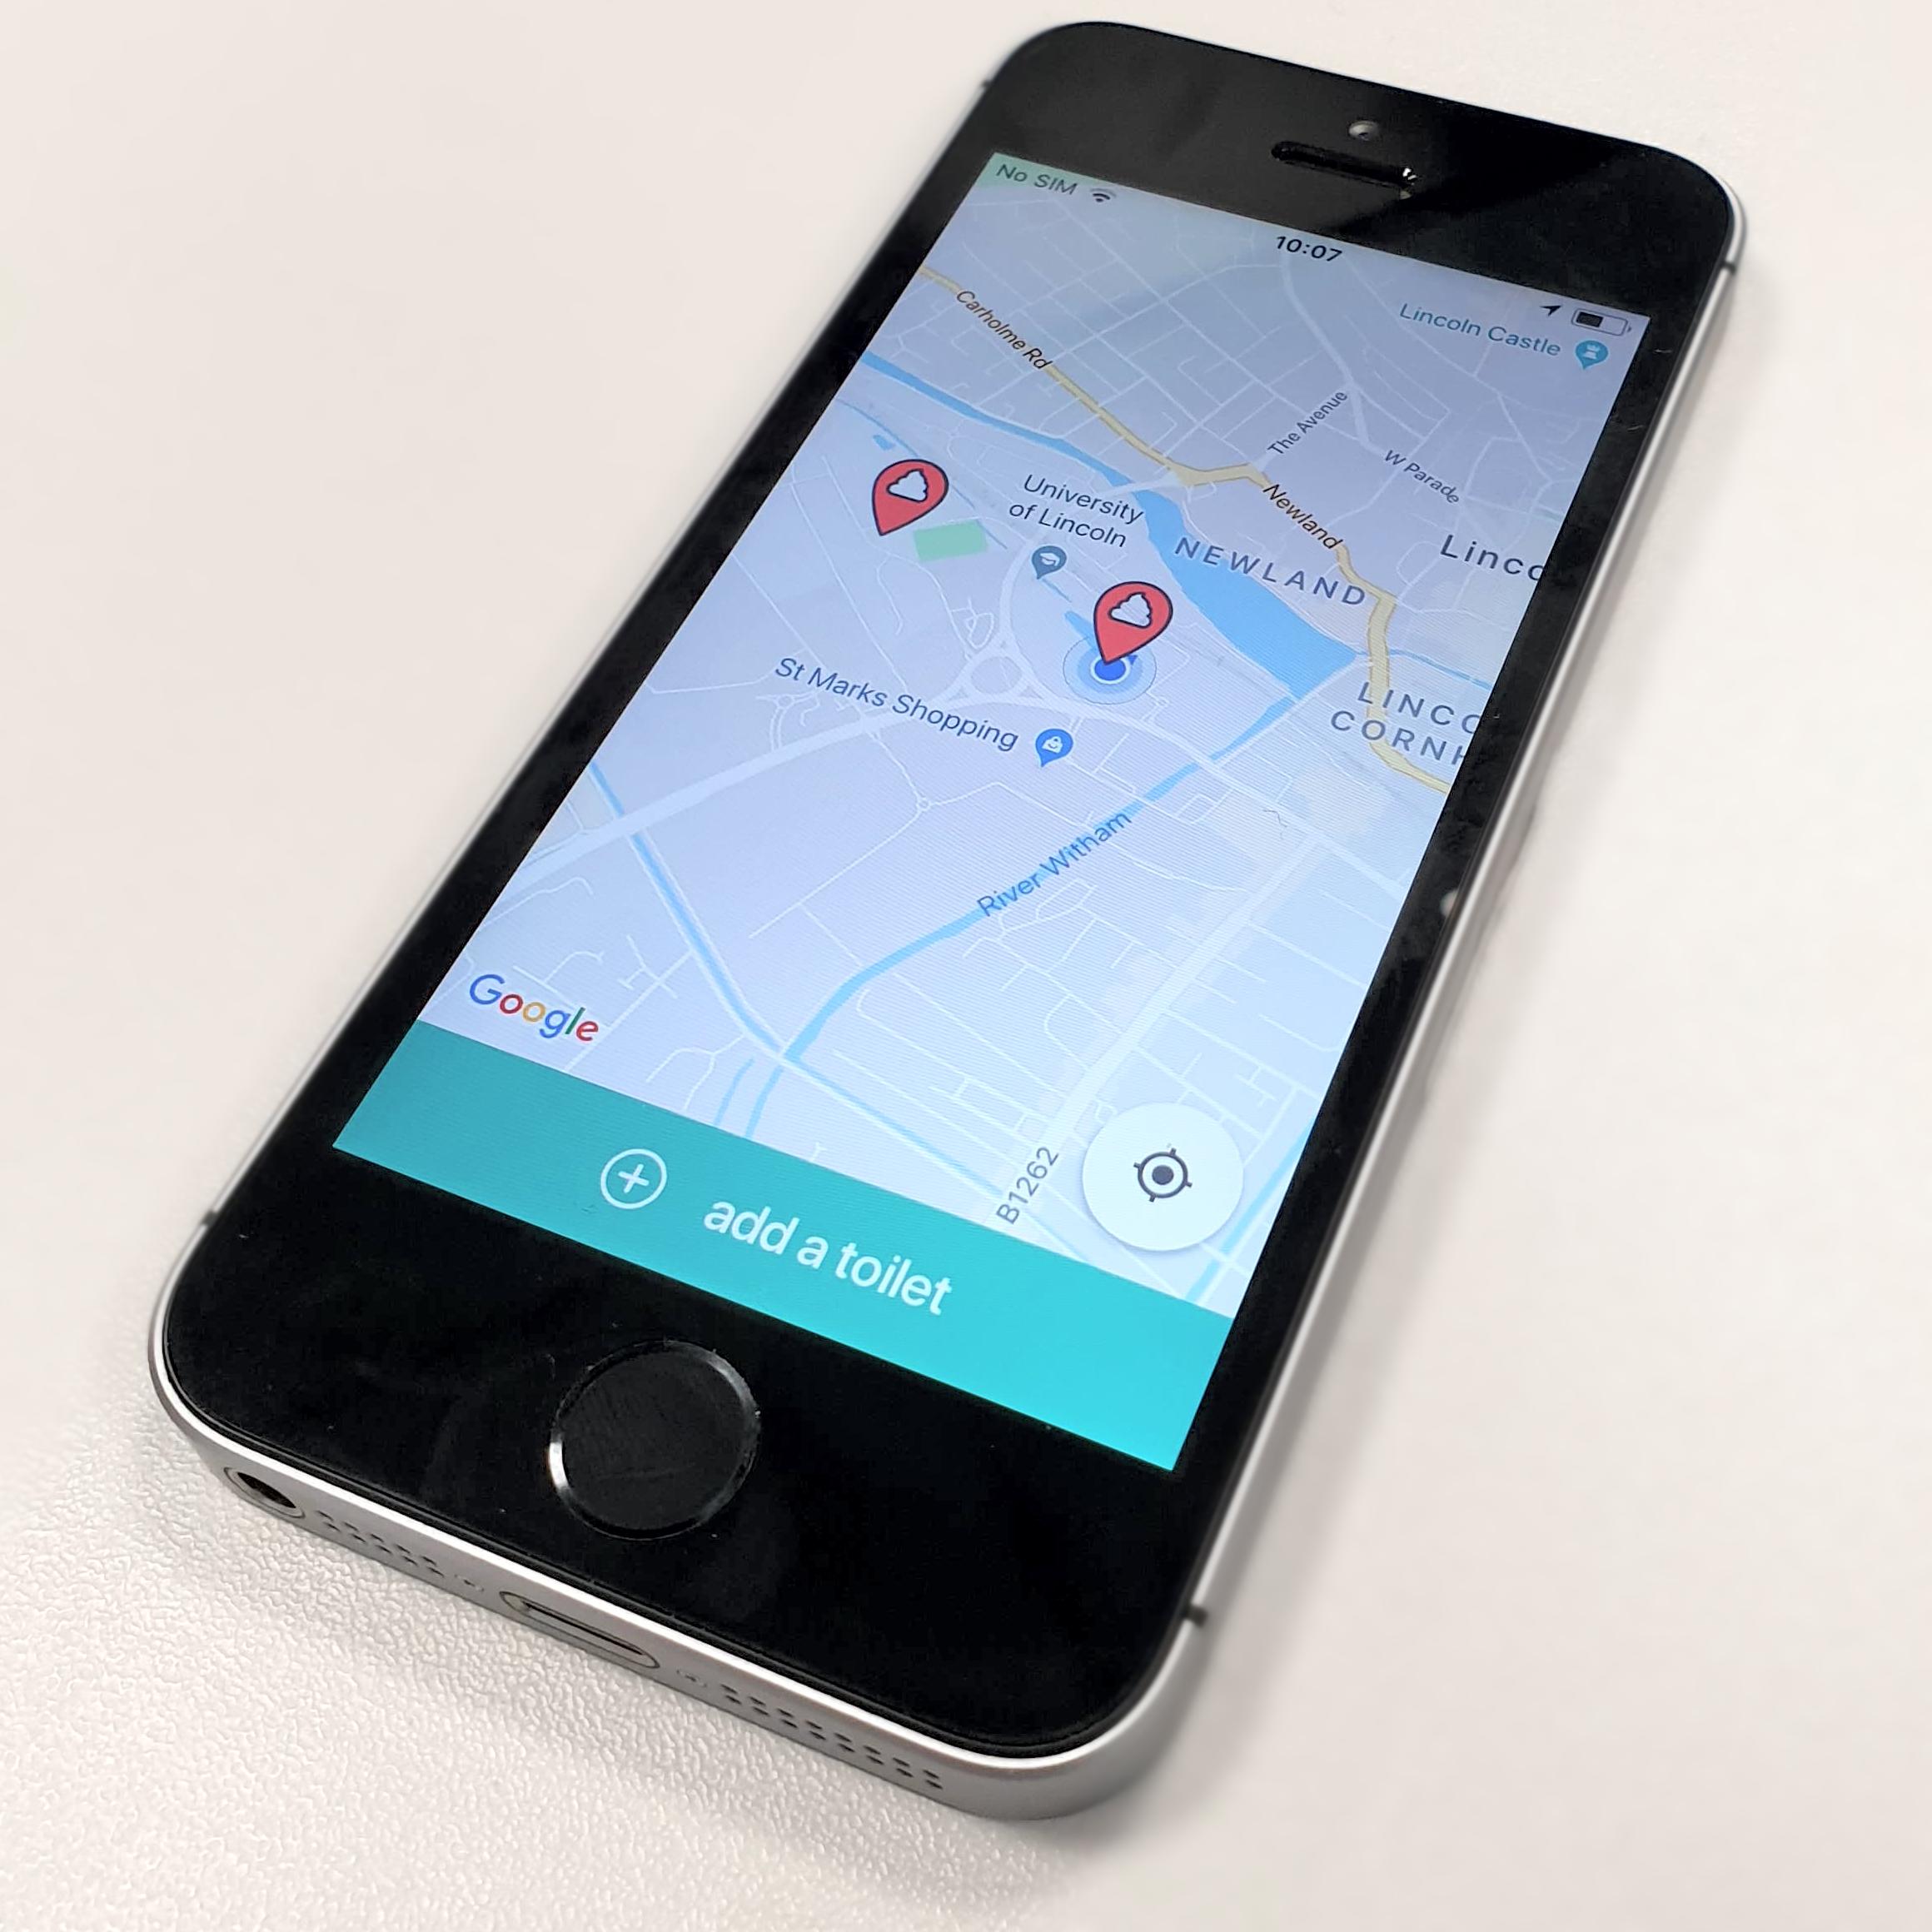 No SIM
10:07
Lincoln Castle
Carholme Rd
The Avenue
W Parade
University
of Lincoln
Newland
NEWLAND
Linco
St Marks Shopping
LINCO
CORNH
River Witham
Google
B1262
add a toilet